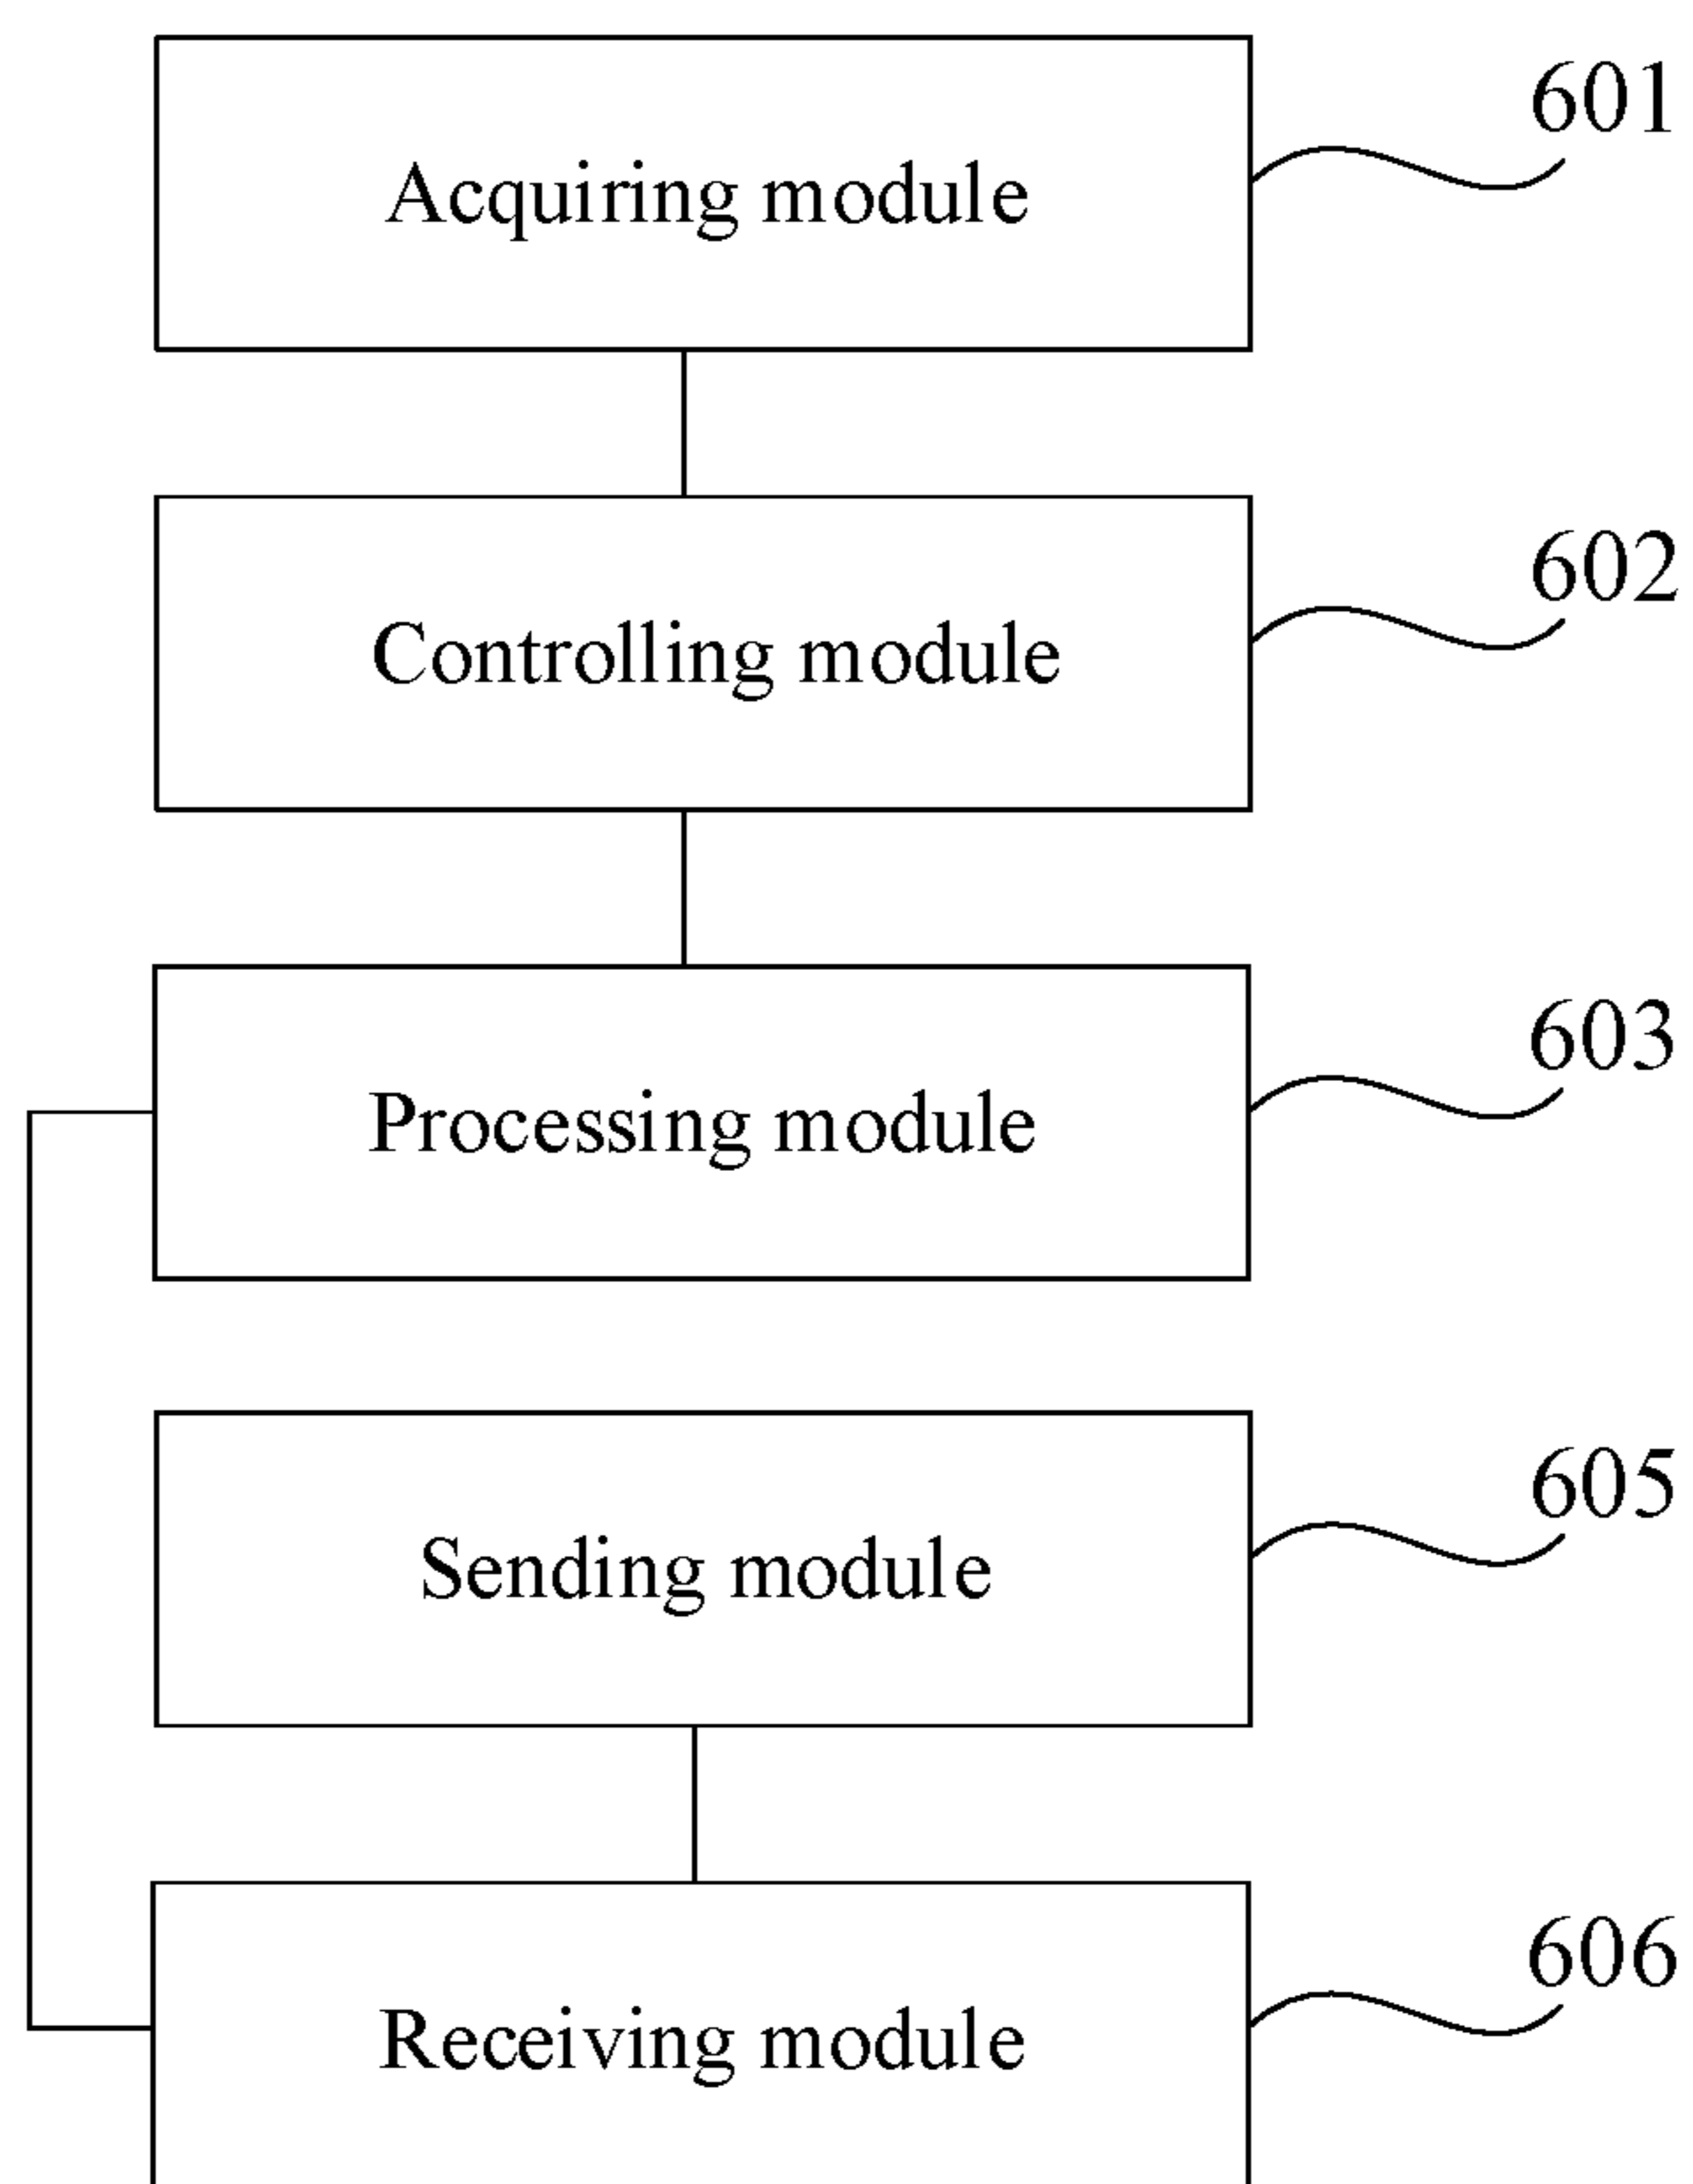 601
Acquiring module
602
Controlling module
603
Processing module
605
Sending module
606
Receiving module